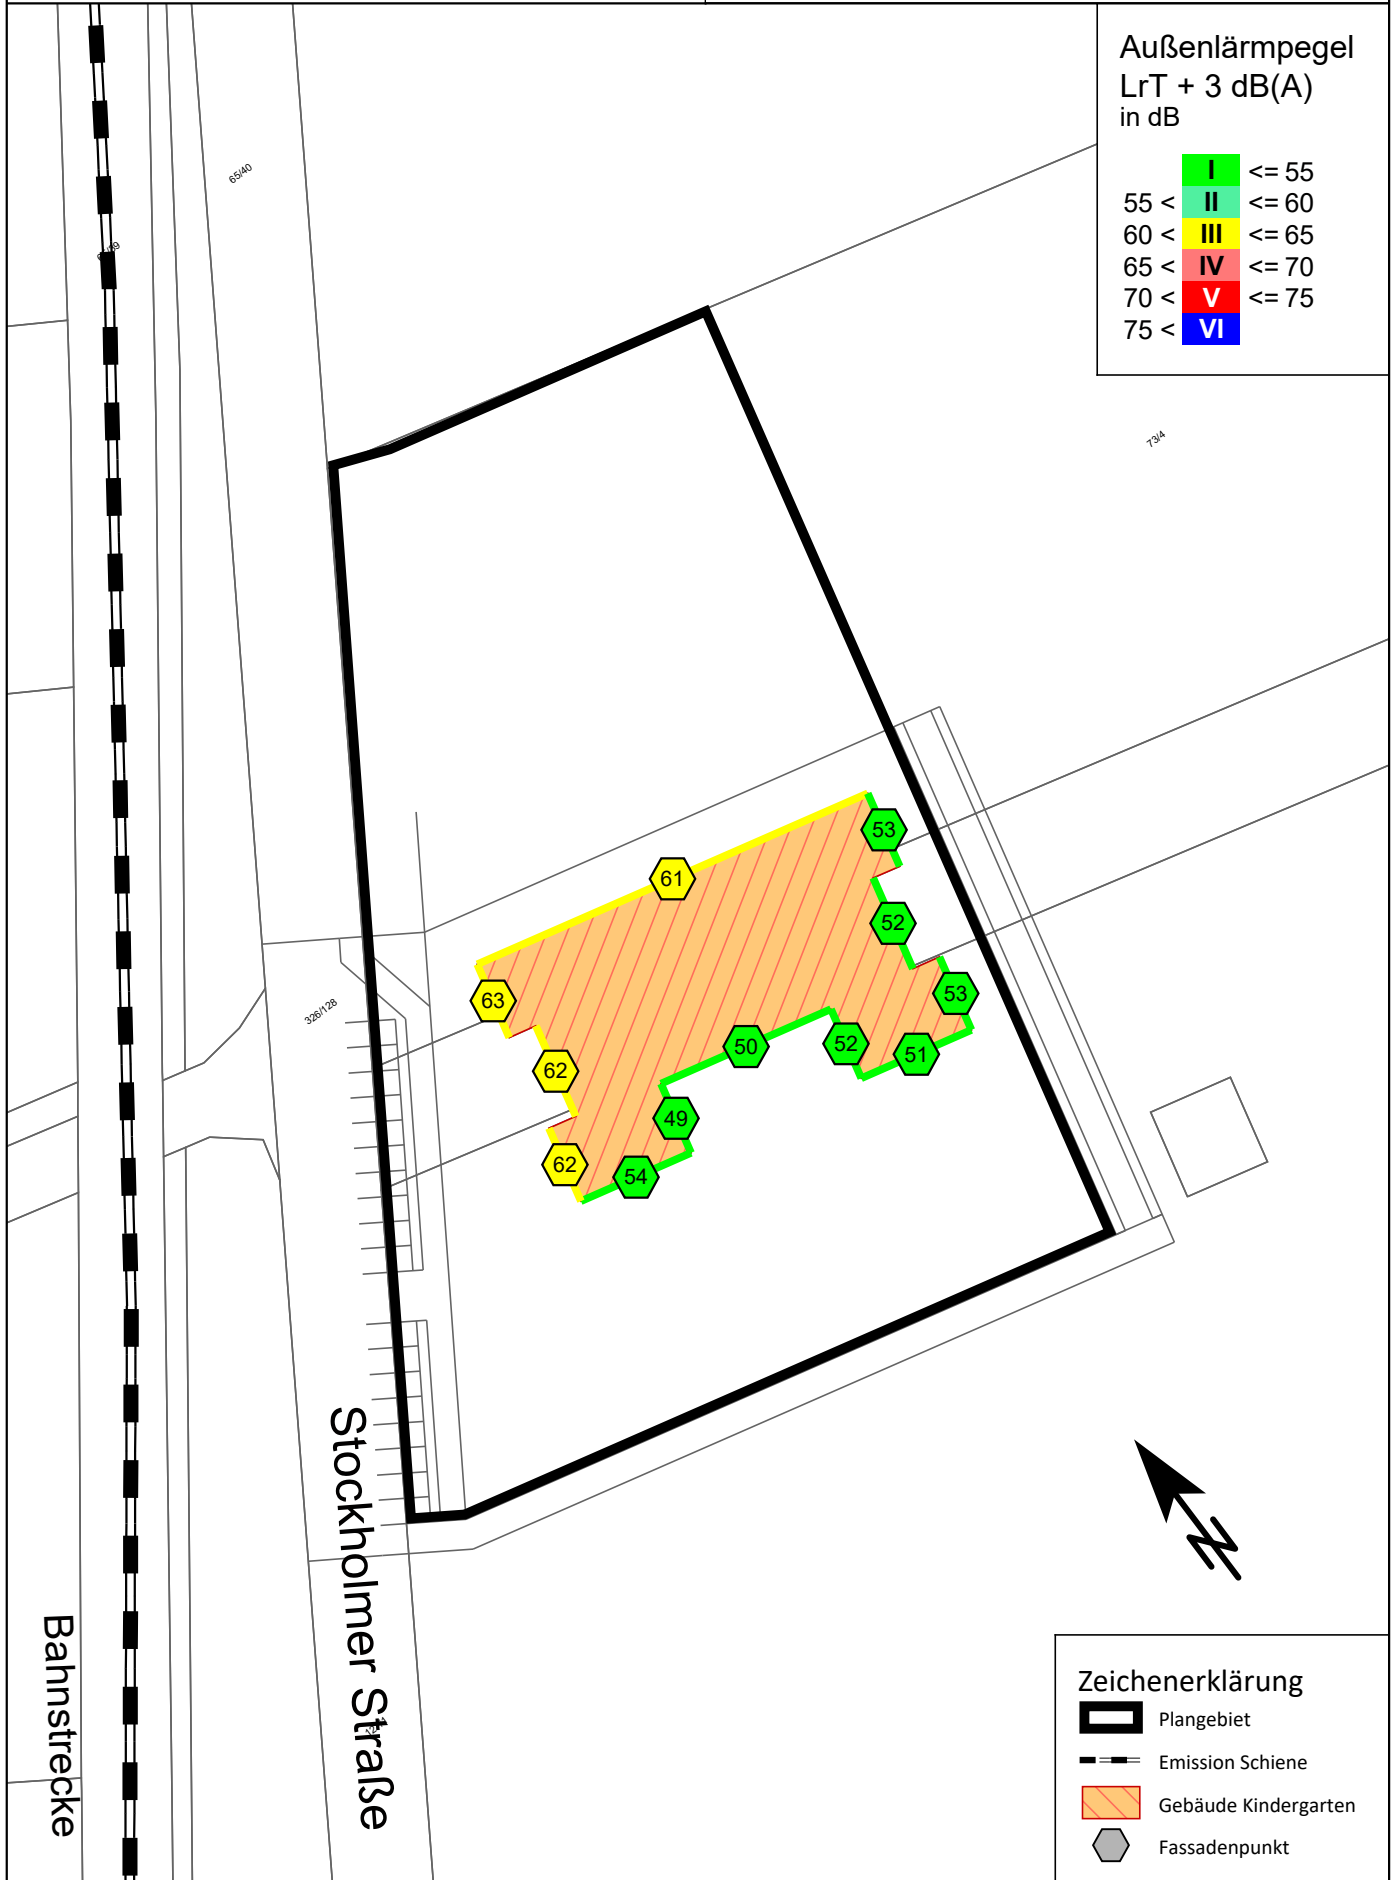 Außenlärmpegel
LrT + 3 dB(A)
in dB
I <= 55
55 < II <= 60
60 < III <= 65
65 < IV <= 70
70 < V <= 75
75 < VI
65/40
73/4
53
61
52
63
53
326/128
50
52
51
62
49
62
54
Stockholmer Straße
Bahnstrecke
Zeichenerklärung
Plangebiet
Emission Schiene
Gebäude Kindergarten
Fassadenpunkt